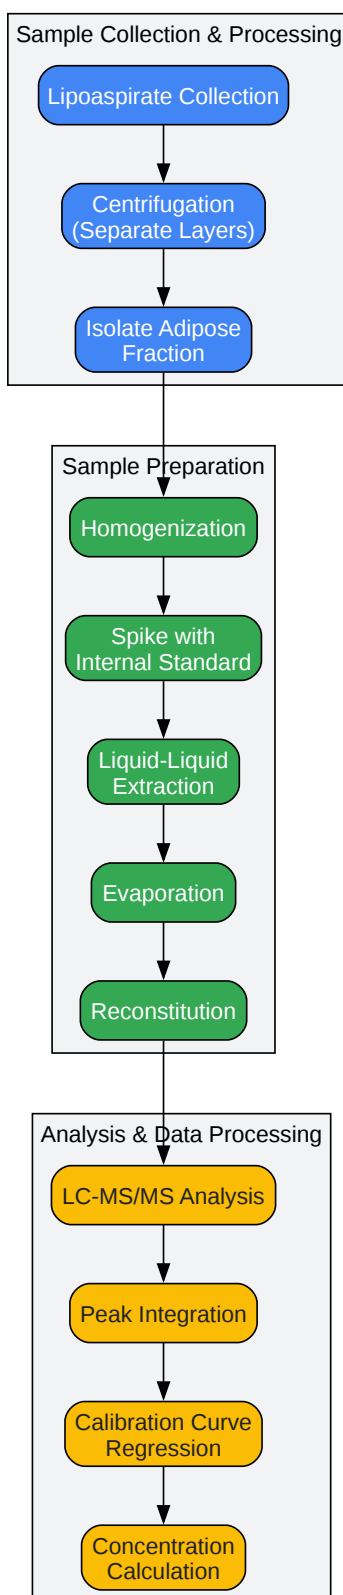 Sample Collection & Processing
Lipoaspirate Collection
Centrifugation
(Separate Layers)
Isolate Adipose
Fraction
Sample Preparation
Homogenization
Spike with
Internal Standard
Liquid-Liquid
Extraction
Evaporation
Reconstitution
Analysis & Data Processing
LC-MS/MS Analysis
Peak Integration
Calibration Curve
Regression
Concentration
Calculation